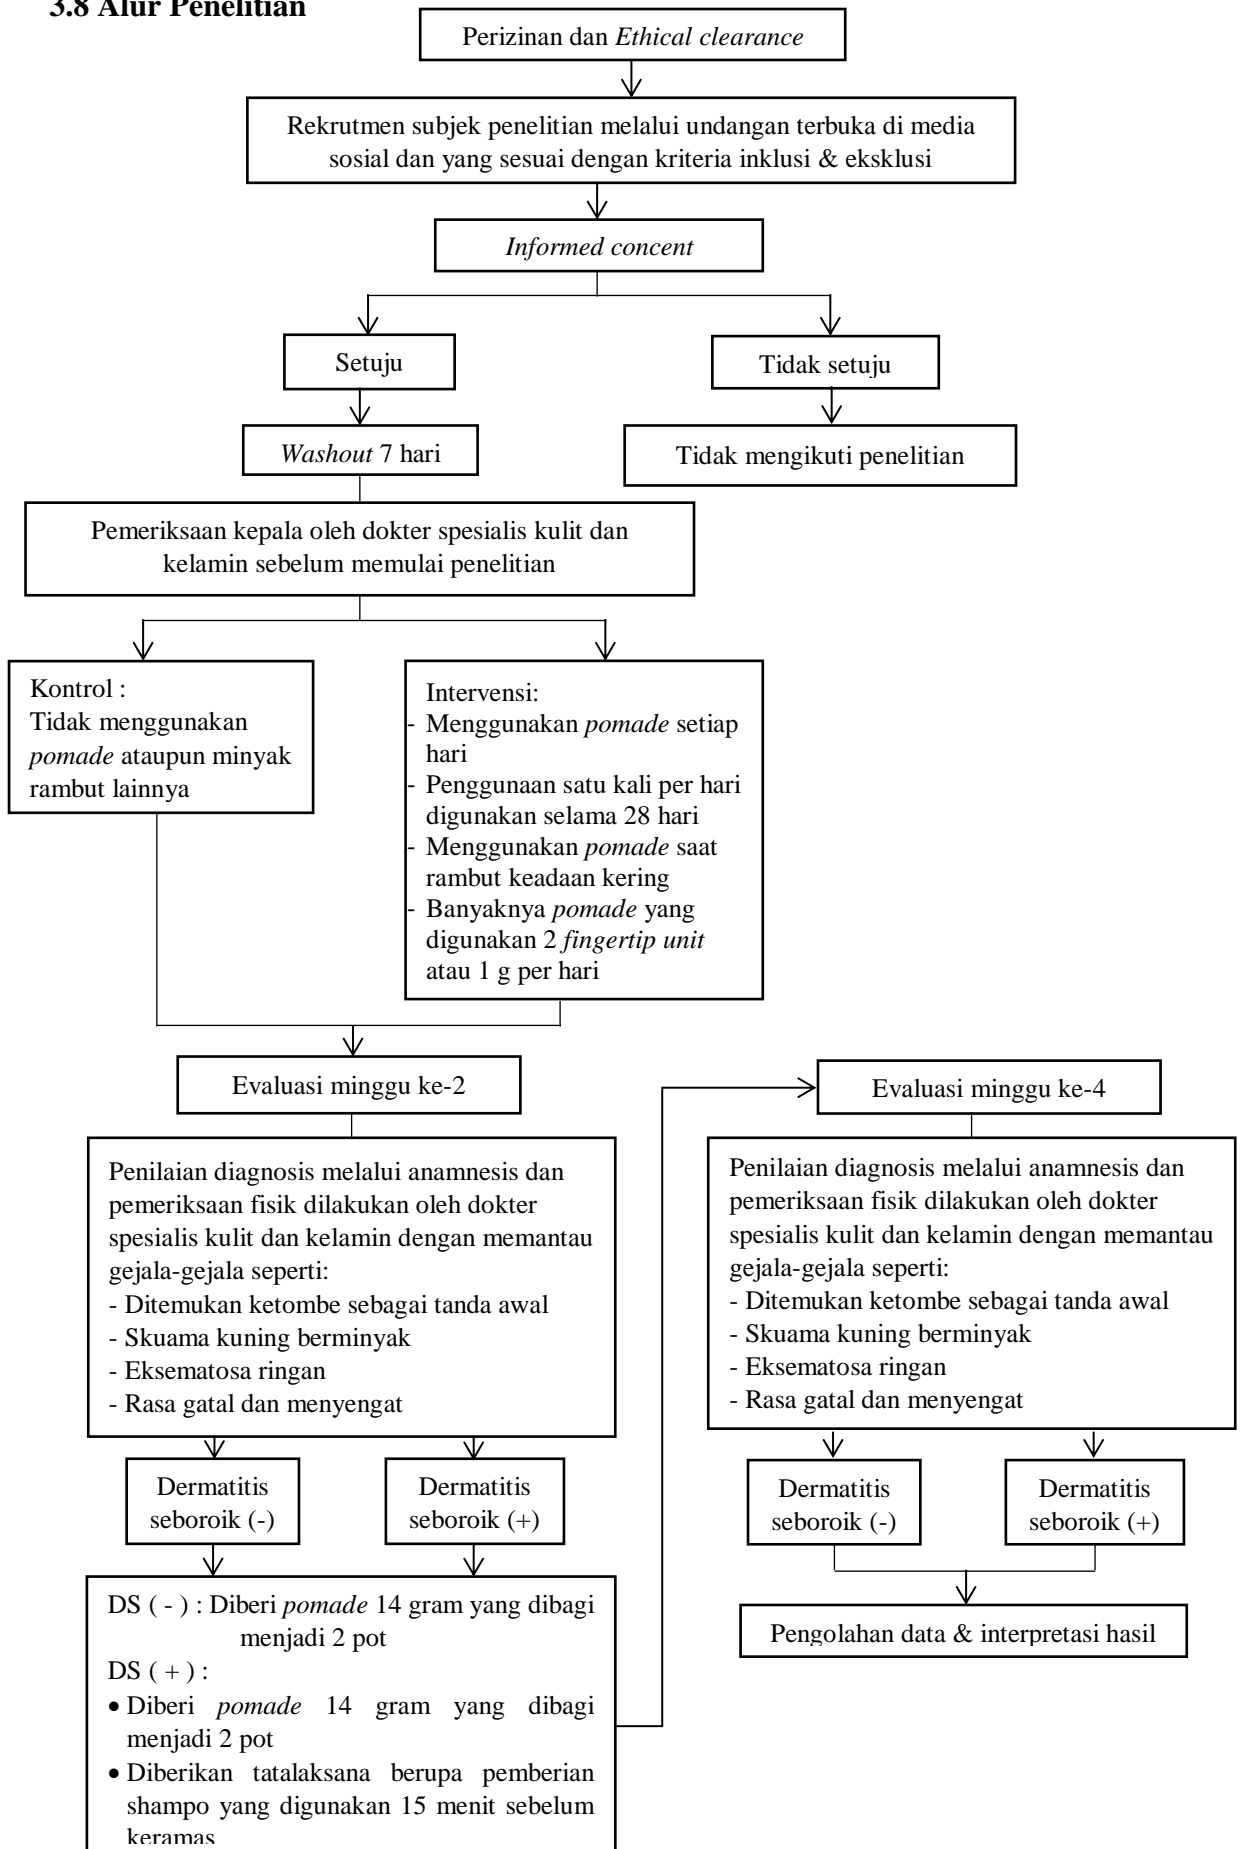 3.8 Alur Penelitian
Perizinan dan Ethical clearance
Rekrutmen subjek penelitian melalui undangan terbuka di media
sosial dan yang sesuai dengan kriteria inklusi & eksklusi
Informed concent
Setuju
Tidak setuju
Washout 7 hari
Tidak mengikuti penelitian
Pemeriksaan kepala oleh dokter spesialis kulit dan
kelamin sebelum memulai penelitian
Kontrol :
Tidak menggunakan
pomade ataupun minyak
rambut lainnya
Intervensi:
- Menggunakan pomade setiap
hari
- Penggunaan satu kali per hari
digunakan selama 28 hari
- Menggunakan pomade saat
rambut keadaan kering
- Banyaknya pomade yang
digunakan 2 fingertip unit
atau 1 g per hari
Evaluasi minggu ke-2
Penilaian diagnosis melalui anamnesis dan
pemeriksaan fisik dilakukan oleh dokter
spesialis kulit dan kelamin dengan memantau
gejala-gejala seperti:
- Ditemukan ketombe sebagai tanda awal
- Skuama kuning berminyak
- Eksematosa ringan
- Rasa gatal dan menyengat
Dermatitis
seboroik (-)
Dermatitis
seboroik (+)
DS ( - ) : Diberi pomade 14 gram yang dibagi
menjadi 2 pot
DS ( + ) :
• Diberi pomade 14 gram yang dibagi
menjadi 2 pot
• Diberikan tatalaksana berupa pemberian
shampo yang digunakan 15 menit sebelum
keramas
Evaluasi minggu ke-4
Penilaian diagnosis melalui anamnesis dan
pemeriksaan fisik dilakukan oleh dokter
spesialis kulit dan kelamin dengan memantau
gejala-gejala seperti:
- Ditemukan ketombe sebagai tanda awal
- Skuama kuning berminyak
- Eksematosa ringan
- Rasa gatal dan menyengat
Dermatitis
seboroik (-)
Dermatitis
seboroik (+)
Pengolahan data & interpretasi hasil